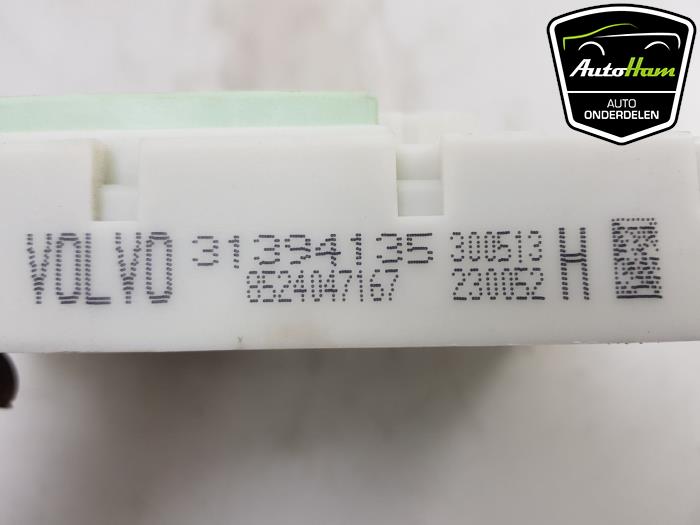 AutoHam
AUTO
ONDERDELEN
VOLVO 31394135 300513 H
8524047167 230052